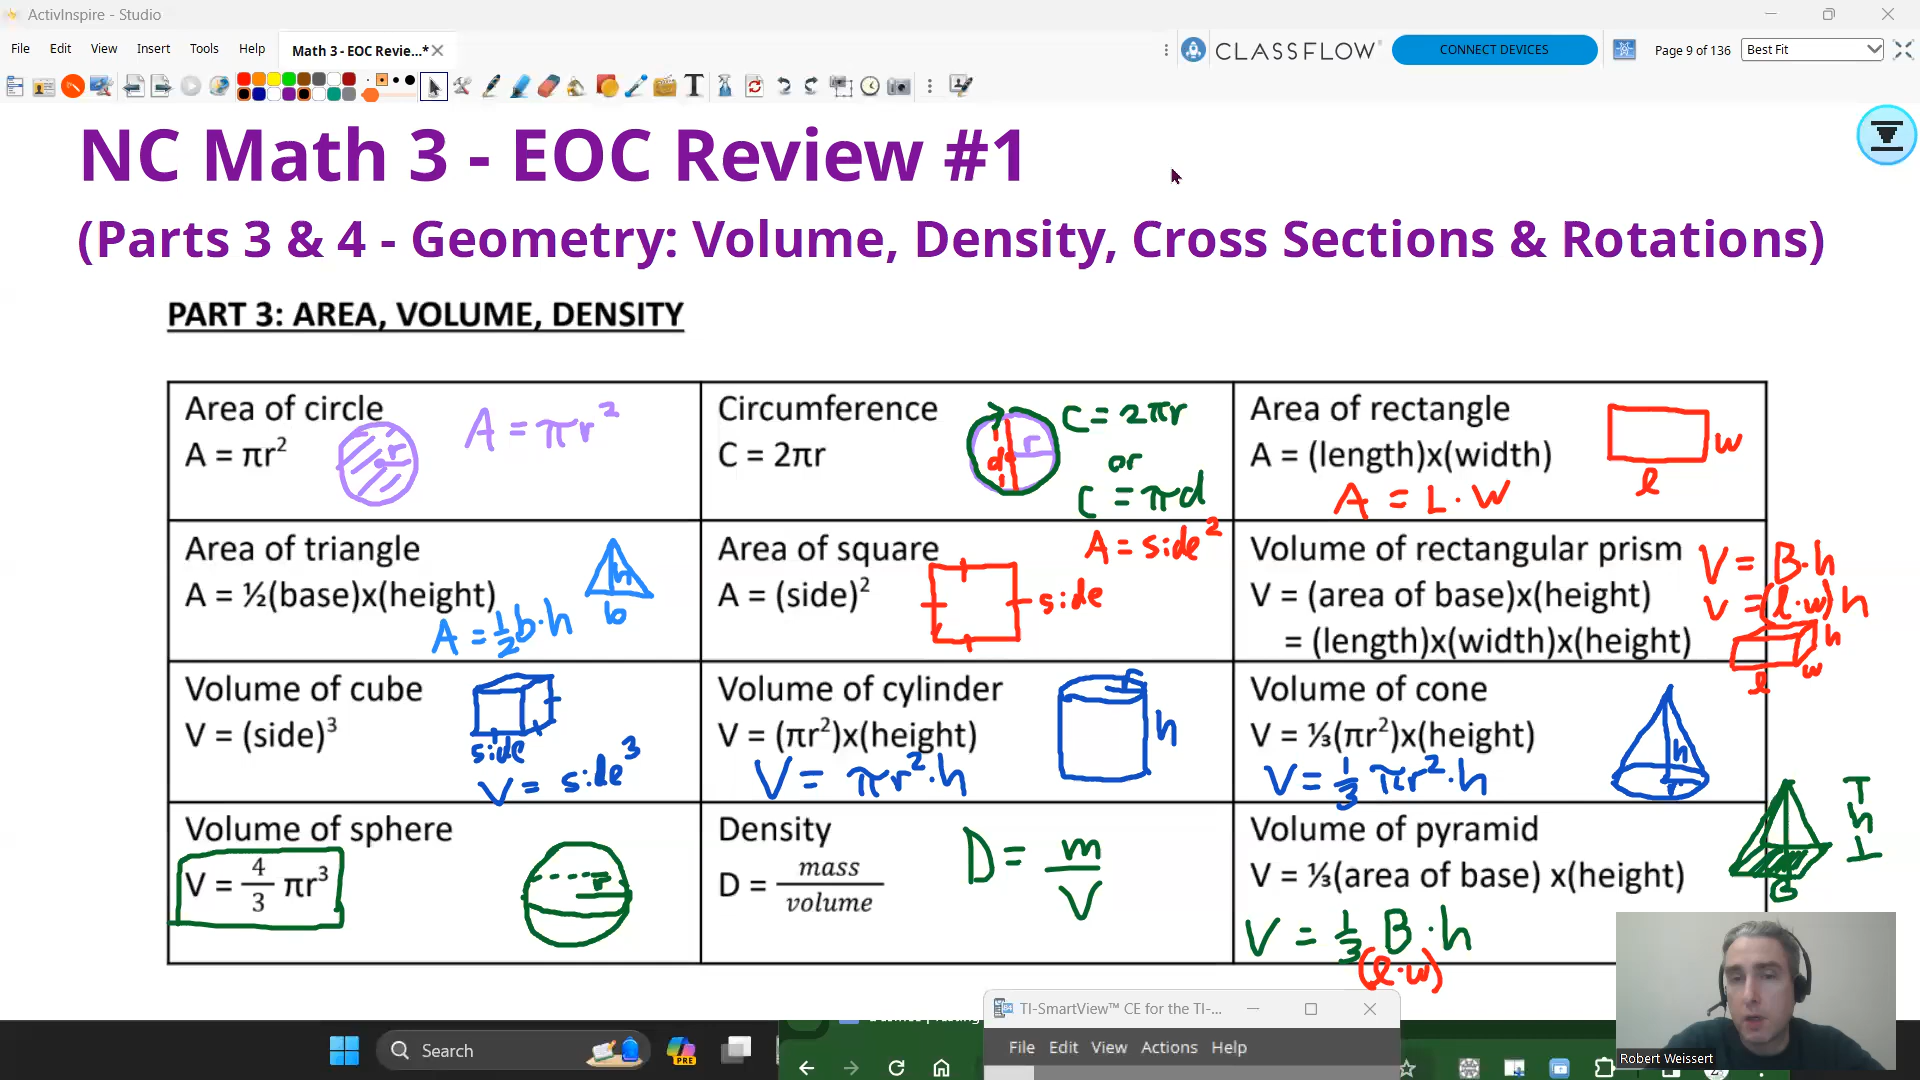 ActivInspire - Studio
File Edit View Insert Tools Help
Math 3 - EOC Revie...*
CLASSFLOW
CONNECT DEVICES
Page 9 of 136
Best Fit
NC Math 3 - EOC Review #1
(Parts 3 & 4 - Geometry: Volume, Density, Cross Sections & Rotations)
PART 3: AREA, VOLUME, DENSITY
Area of circle
A = πr²
r
A = πr²
Circumference
C = 2πr
d
r
C = 2πr
or
C = πd
Area of rectangle
A = (length)x(width)
A = L · W
w
l
Area of triangle
A = ½(base)x(height)
A = ½ b·h
h
b
Area of square
A = (side)²
A = side²
side
Volume of rectangular prism
V = (area of base)x(height)
= (length)x(width)x(height)
V = B·h
V = (l·w) h
h
w
l
Volume of cube
V = (side)³
side
V = side³
Volume of cylinder
V = (πr²)x(height)
V = πr²·h
r
h
Volume of cone
V = ⅓(πr²)x(height)
V = ⅓ πr²·h
h
r
Volume of sphere
V = 4/3 πr³
r
Density
D = mass/volume
D = m/V
Volume of pyramid
V = ⅓(area of base) x(height)
V = ⅓ B·h
(l·w)
h
B
Robert Weissert
TI-SmartView™ CE for the TI-...
File Edit View Actions Help
Search
PRE